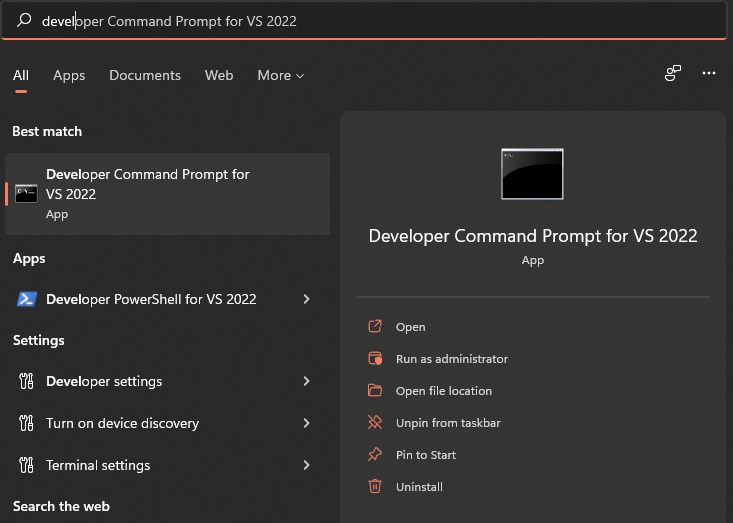 developer Command Prompt for VS 2022
All Apps Documents Web More
Best match
Developer Command Prompt for
VS 2022
App
Apps
Developer PowerShell for VS 2022
Settings
Developer settings
Turn on device discovery
Terminal settings
Search the web
Developer Command Prompt for VS 2022
App
Open
Run as administrator
Open file location
Unpin from taskbar
Pin to Start
Uninstall